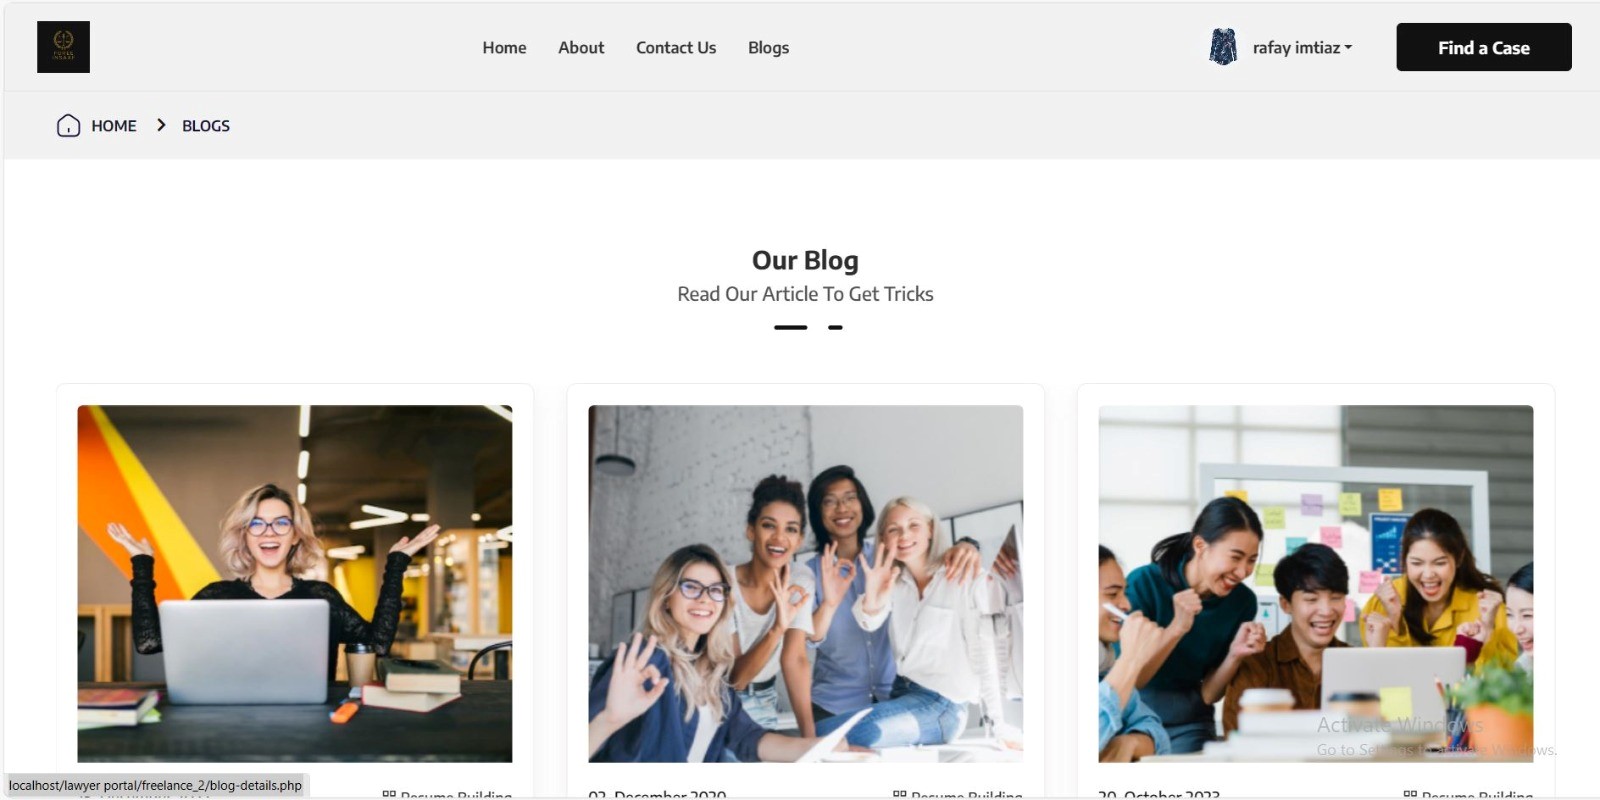 Home About Contact Us Blogs rafay imtiaz Find a Case
HOME > BLOGS
Our Blog
Read Our Article To Get Tricks
Activate Windows
Go to Settings to activate Windows.
localhost/lawyer portal/freelance_2/blog-details.php
Resume Building
02, December 2020 Resume Building
20, October 2023 Resume Building